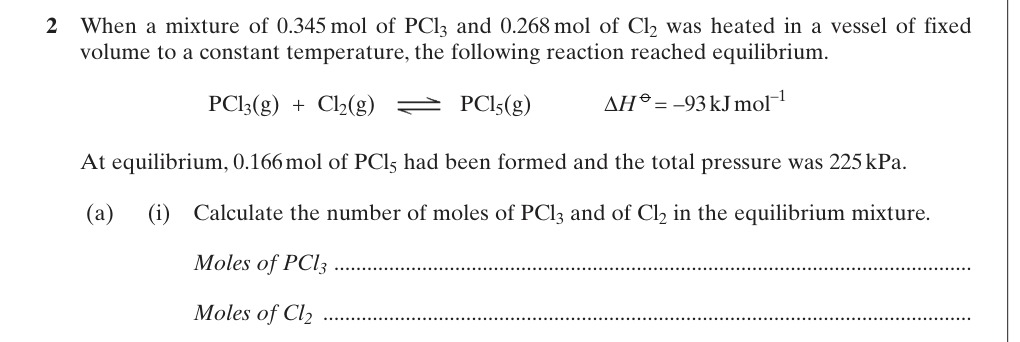 2 When a mixture of 0.345 mol of PCl₃ and 0.268 mol of Cl₂ was heated in a vessel of fixed
volume to a constant temperature, the following reaction reached equilibrium.
PCl₃(g) + Cl₂(g) ⇌ PCl₅(g) ΔH⦵ = –93 kJ mol⁻¹
At equilibrium, 0.166 mol of PCl₅ had been formed and the total pressure was 225 kPa.
(a) (i) Calculate the number of moles of PCl₃ and of Cl₂ in the equilibrium mixture.
Moles of PCl₃ ....................................................................................................................
Moles of Cl₂ ......................................................................................................................